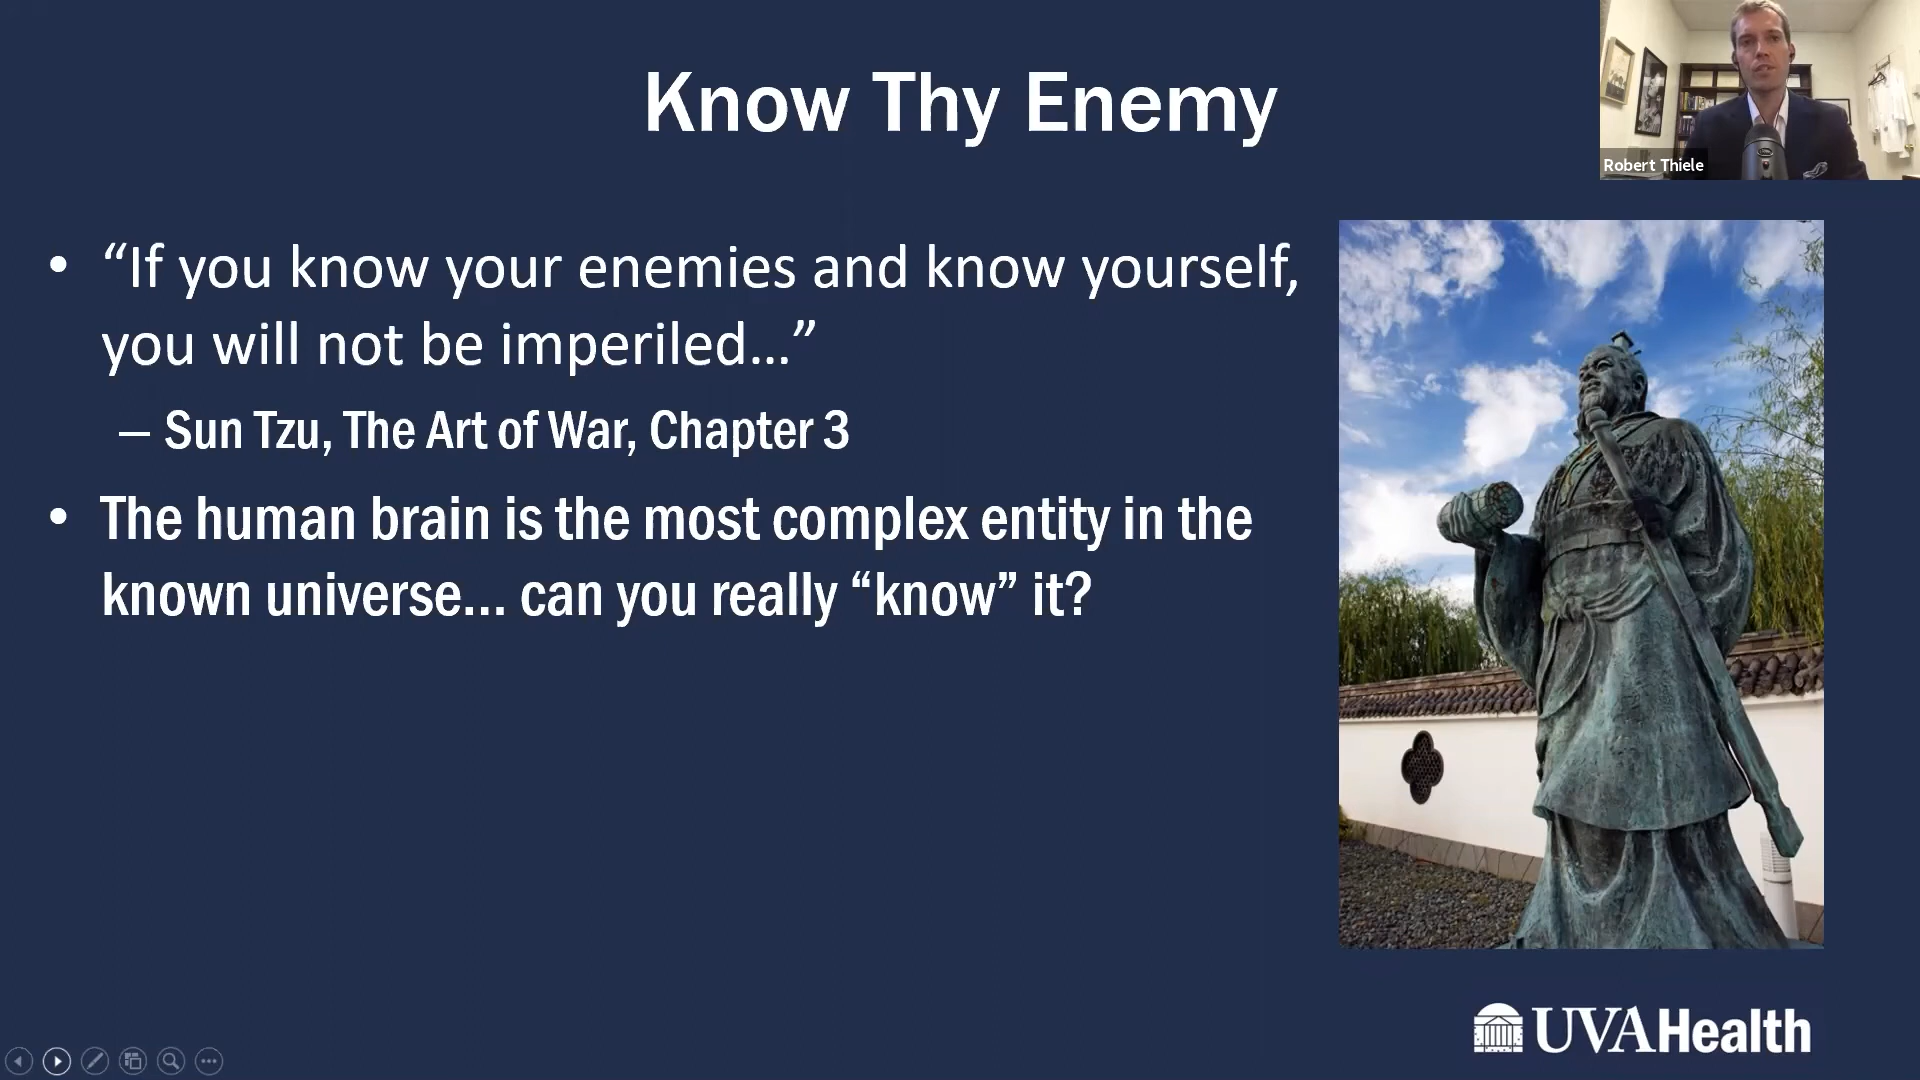 Know Thy Enemy
Robert Thiele
• “If you know your enemies and know yourself,
you will not be imperiled...”
– Sun Tzu, The Art of War, Chapter 3
• The human brain is the most complex entity in the
known universe... can you really “know” it?
UVAHealth